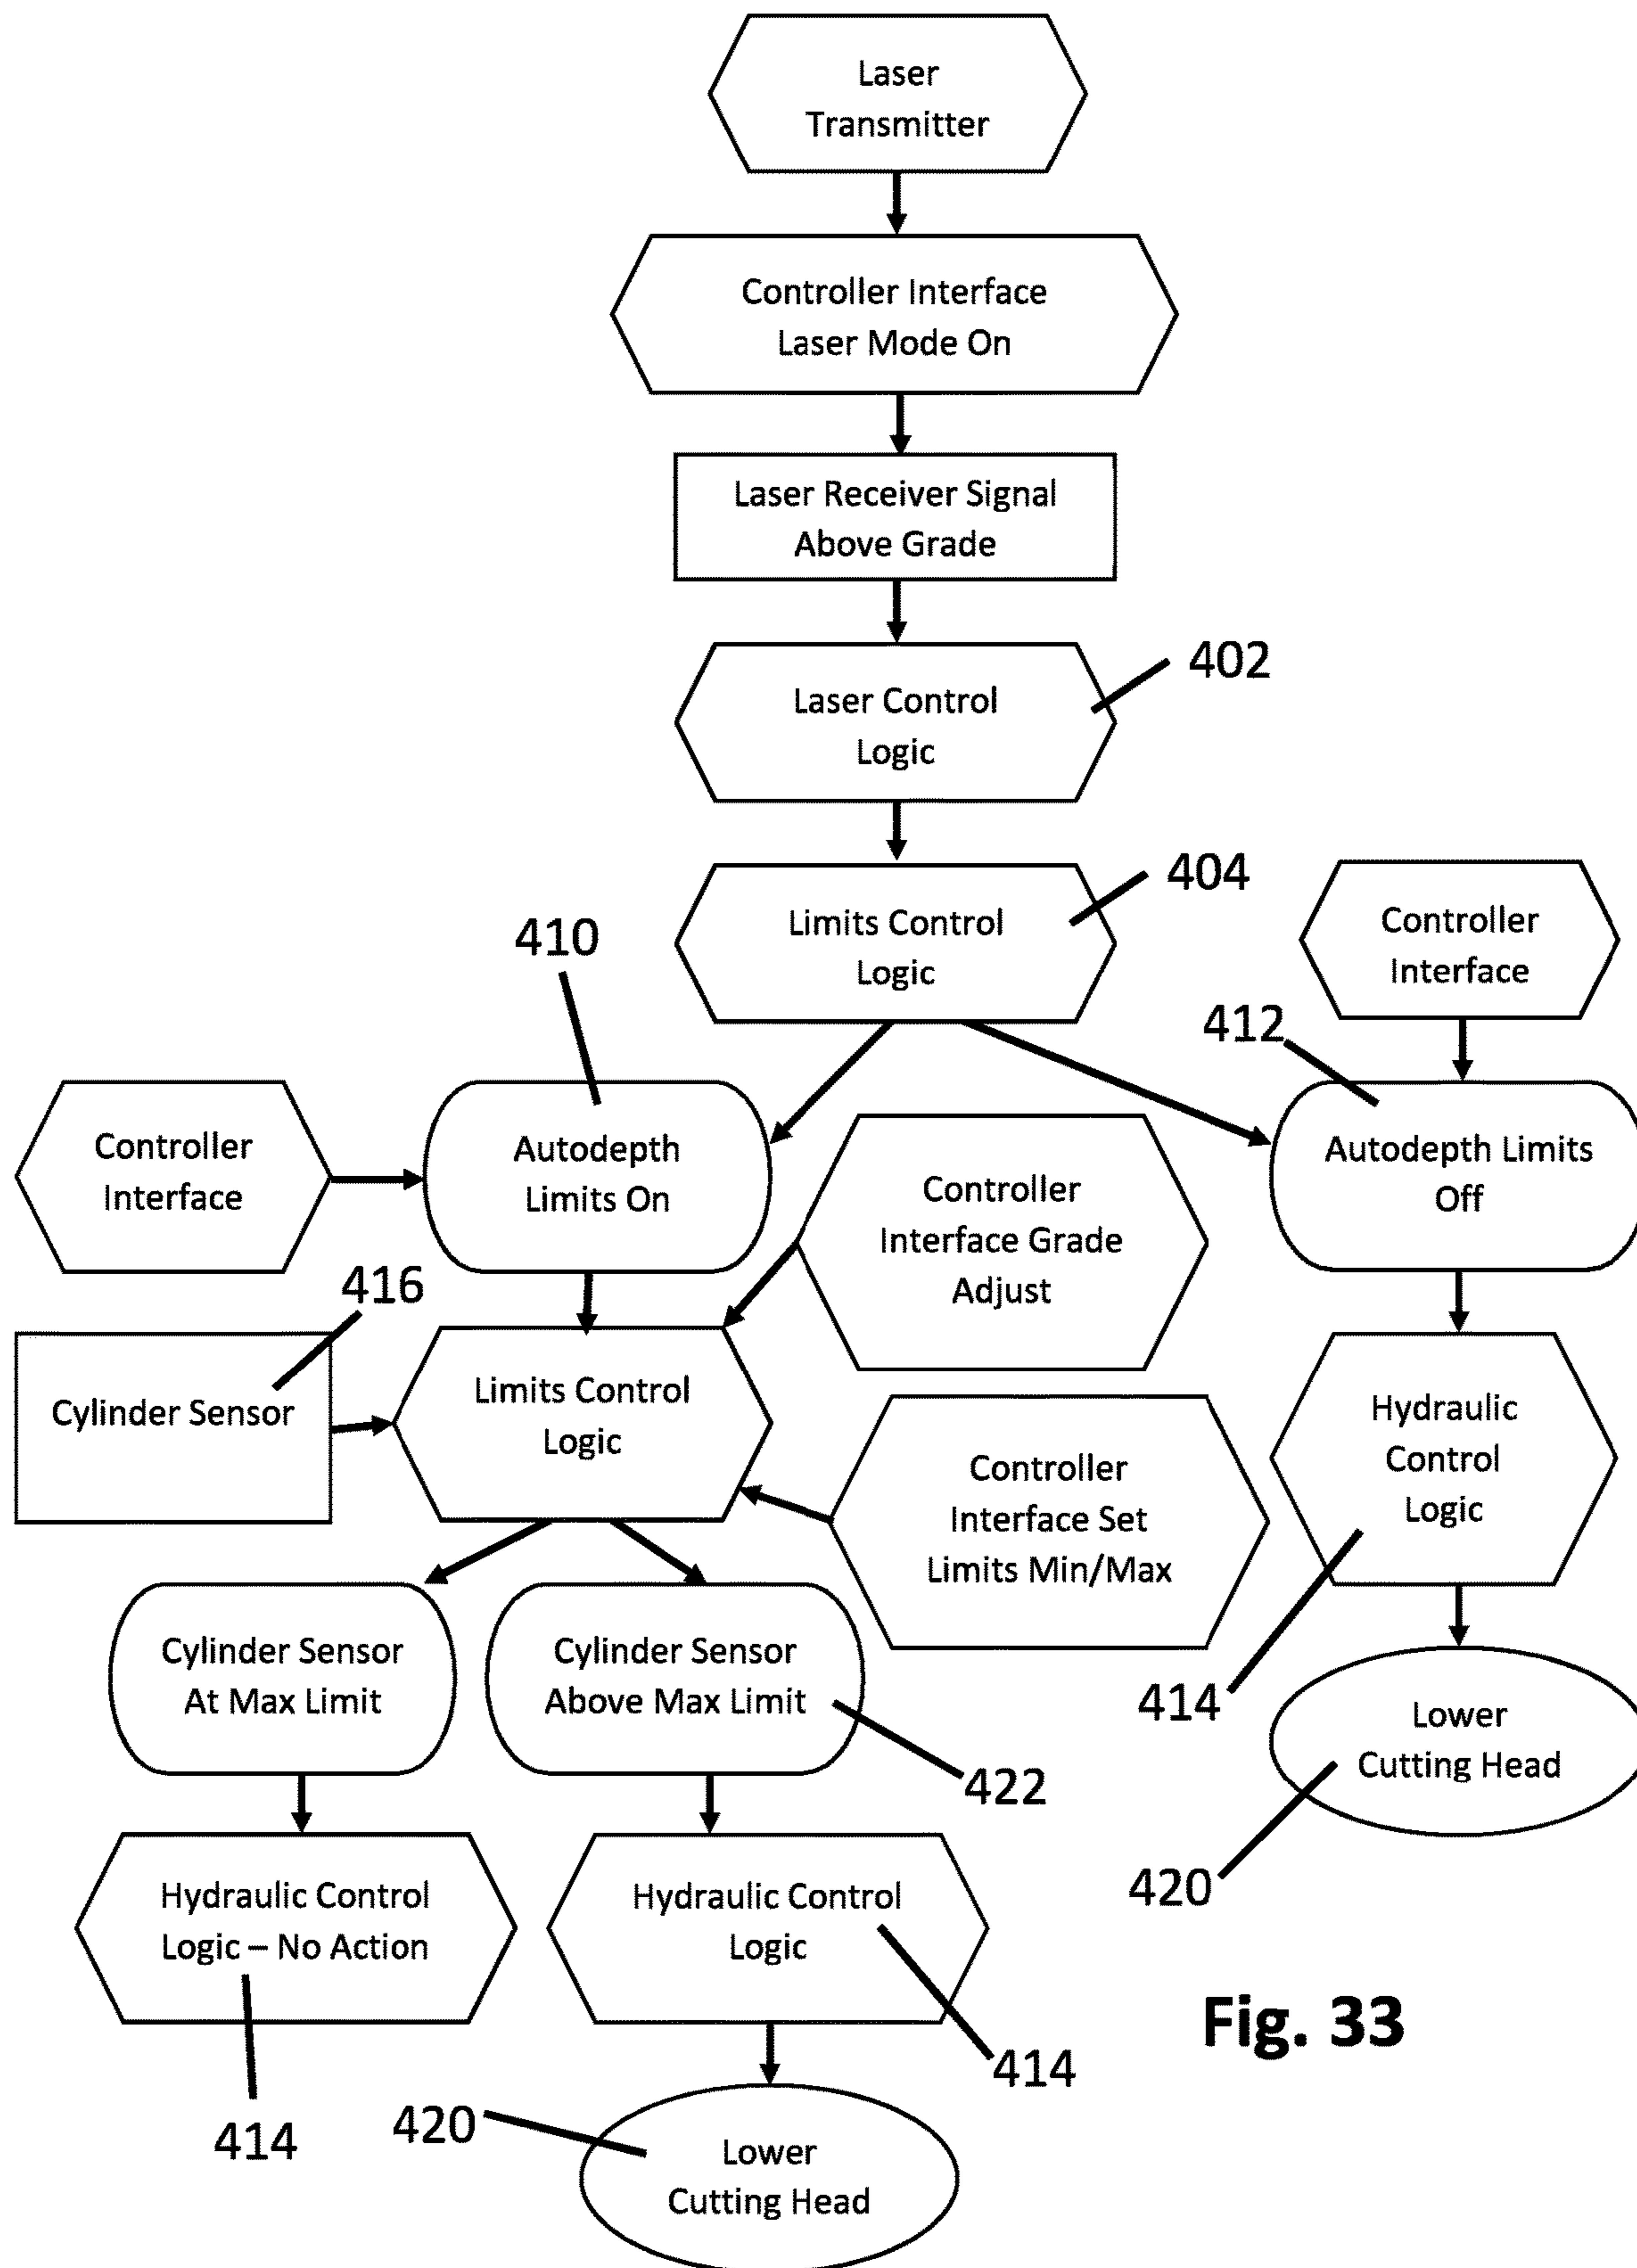 Laser
Transmitter
Controller Interface
Laser Mode On
Laser Receiver Signal
Above Grade
Laser Control
Logic
402
Limits Control
Logic
404
Controller
Interface
410
412
Controller
Interface
Autodepth
Limits On
Autodepth Limits
Off
Controller
Interface Grade
Adjust
416
Cylinder Sensor
Limits Control
Logic
Hydraulic
Control
Logic
Controller
Interface Set
Limits Min/Max
Cylinder Sensor
At Max Limit
Cylinder Sensor
Above Max Limit
414
Lower
Cutting Head
422
420
Hydraulic Control
Logic – No Action
Hydraulic Control
Logic
Fig. 33
414
414
420
Lower
Cutting Head